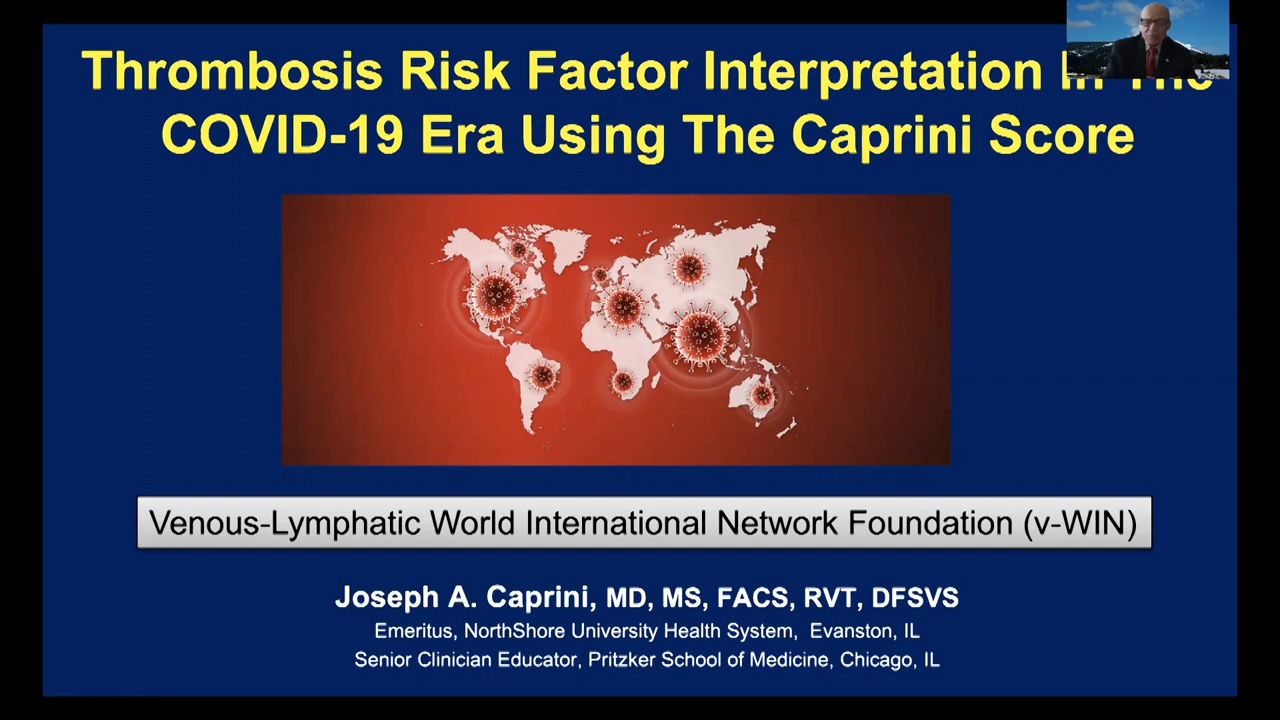 Thrombosis Risk Factor Interpretation
COVID-19 Era Using The Caprini Score
Venous-Lymphatic World International Network Foundation (v-WIN)
Joseph A. Caprini, MD, MS, FACS, RVT, DFSVS
Emeritus, NorthShore University Health System, Evanston, IL
Senior Clinician Educator, Pritzker School of Medicine, Chicago, IL